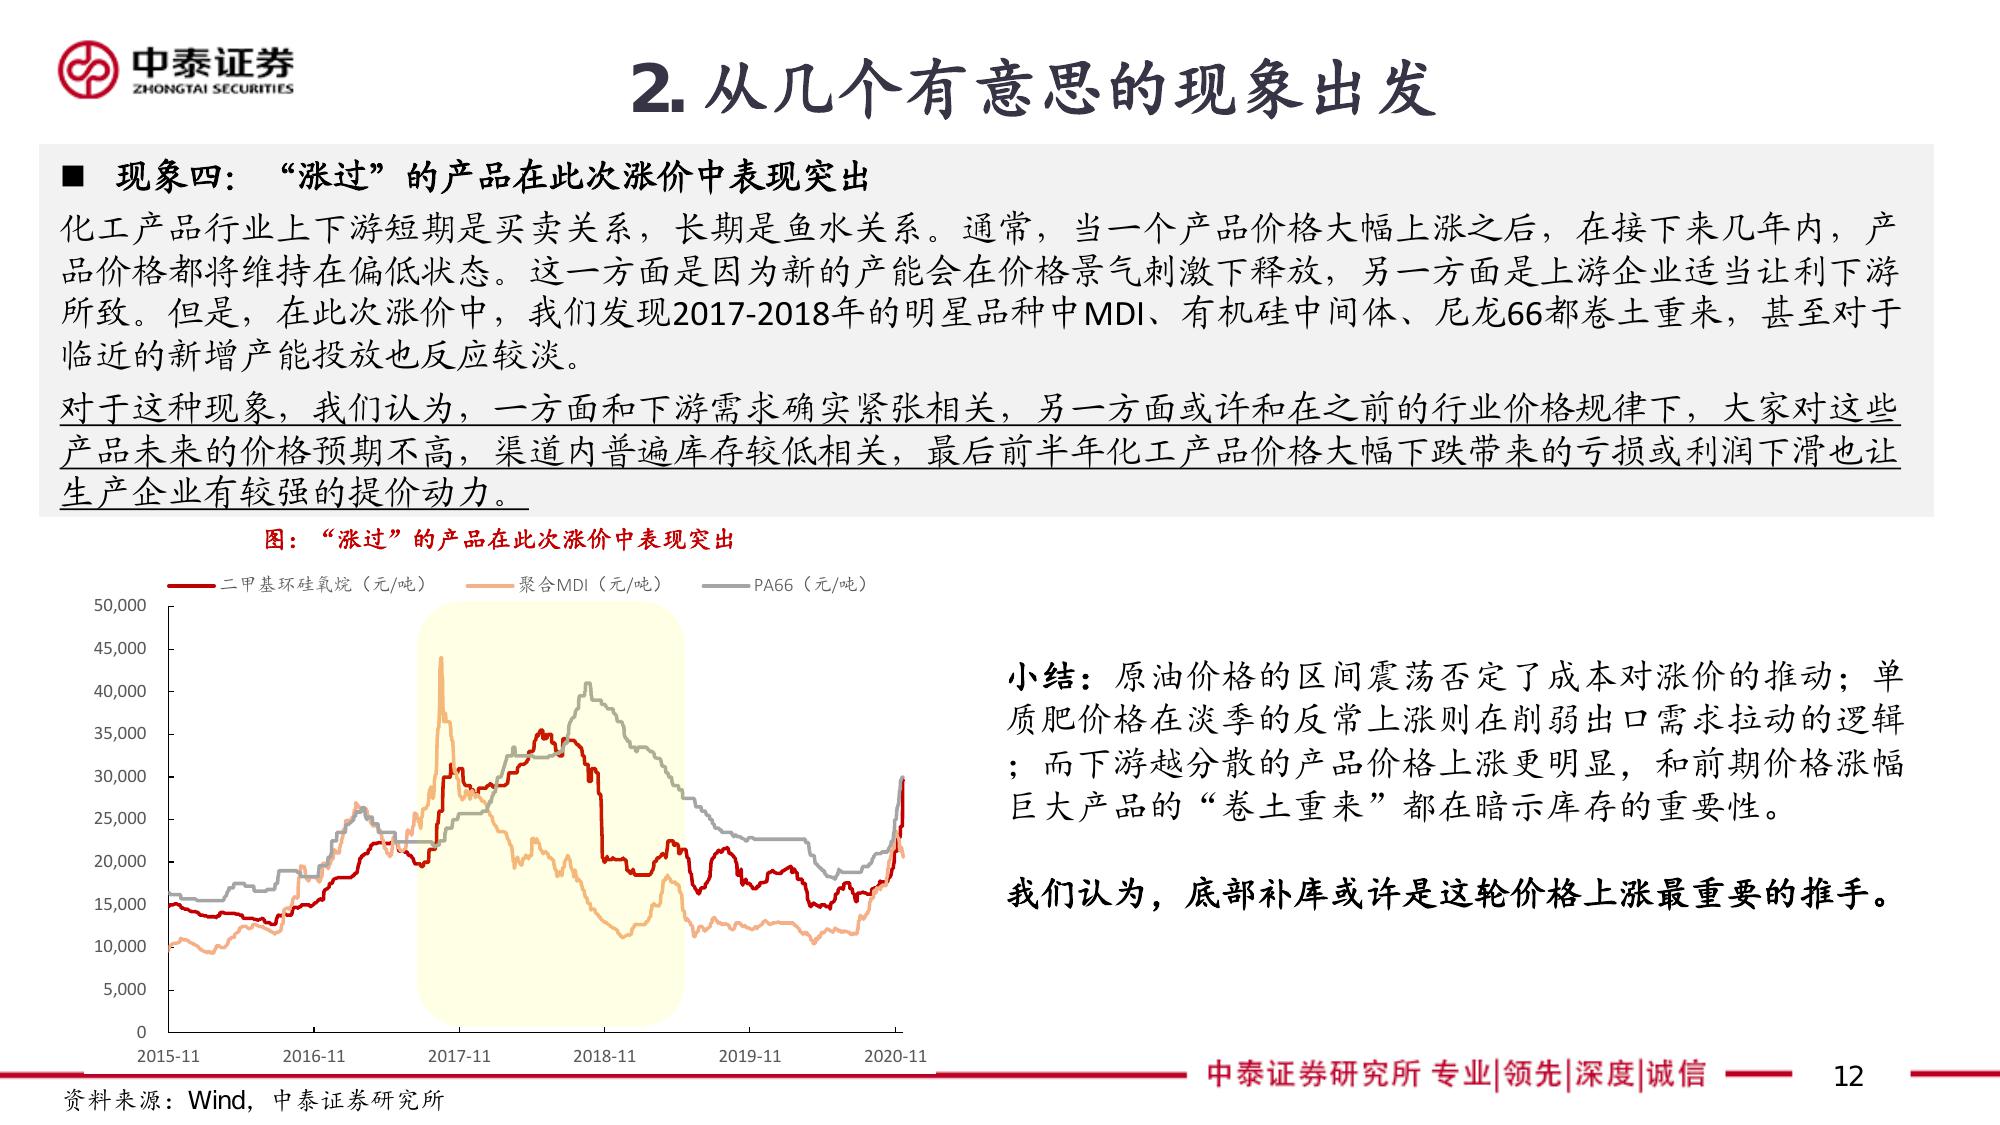 中泰证券
ZHONGTAI SECURITIES
2. 从几个有意思的现象出发
■ 现象四：“涨过”的产品在此次涨价中表现突出
化工产品行业上下游短期是买卖关系，长期是鱼水关系。通常，当一个产品价格大幅上涨之后，在接下来几年内，产
品价格都将维持在偏低状态。这一方面是因为新的产能会在价格景气刺激下释放，另一方面是上游企业适当让利下游
所致。但是，在此次涨价中，我们发现2017-2018年的明星品种中MDI、有机硅中间体、尼龙66都卷土重来，甚至对于
临近的新增产能投放也反应较淡。
对于这种现象，我们认为，一方面和下游需求确实紧张相关，另一方面或许和在之前的行业价格规律下，大家对这些
产品未来的价格预期不高，渠道内普遍库存较低相关，最后前半年化工产品价格大幅下跌带来的亏损或利润下滑也让
生产企业有较强的提价动力。
图：“涨过”的产品在此次涨价中表现突出
二甲基环硅氧烷（元/吨） 聚合MDI（元/吨） PA66（元/吨）
50,000
45,000
40,000
35,000
30,000
25,000
20,000
15,000
10,000
5,000
0
2015-11 2016-11 2017-11 2018-11 2019-11 2020-11
小结：原油价格的区间震荡否定了成本对涨价的推动；单
质肥价格在淡季的反常上涨则在削弱出口需求拉动的逻辑
；而下游越分散的产品价格上涨更明显，和前期价格涨幅
巨大产品的“卷土重来”都在暗示库存的重要性。
我们认为，底部补库或许是这轮价格上涨最重要的推手。
中泰证券研究所 专业|领先|深度|诚信
12
资料来源：Wind，中泰证券研究所